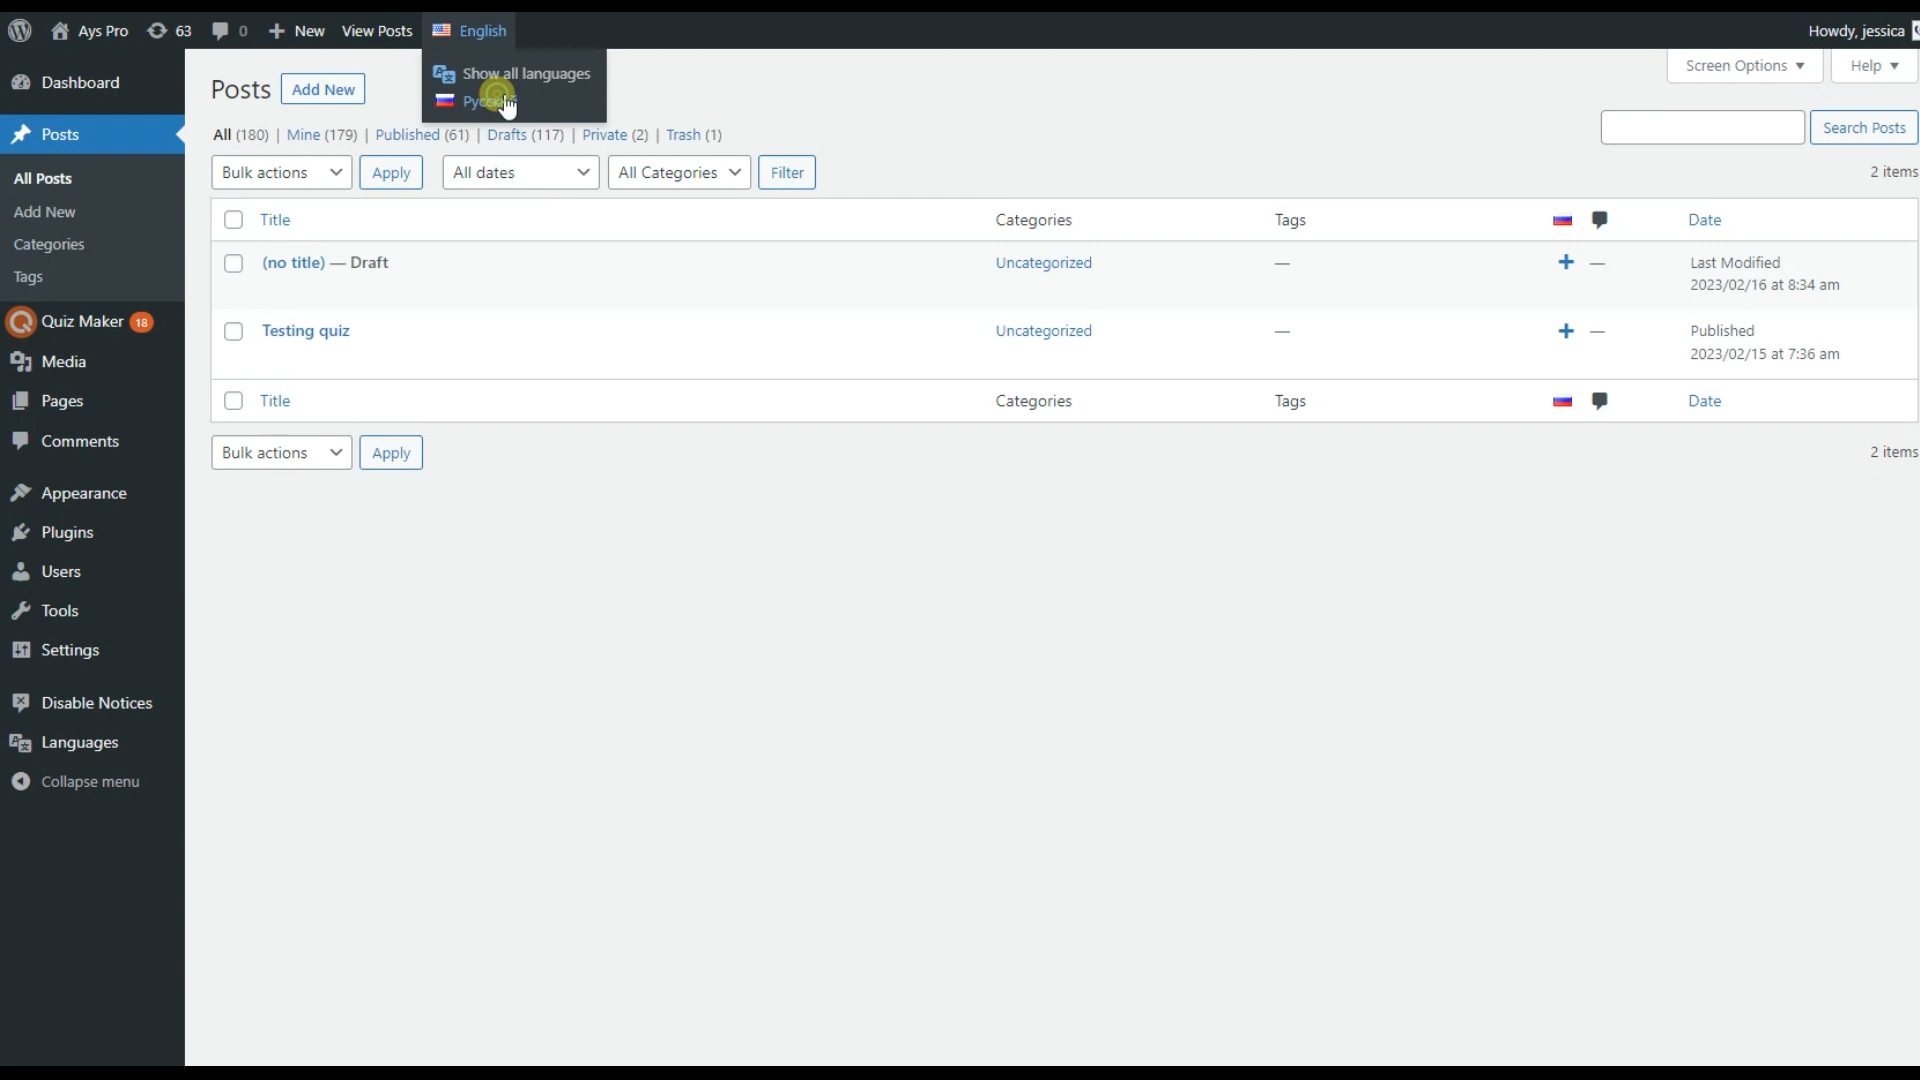 Ays Pro 63 0 New View Posts English Howdy, jessica
Show all languages
Dashboard
Posts Add New
Screen Options Help
Posts
All (180) | Mine (179) | Published (61) | Drafts (117) | Private (2) | Trash (1)
Search Posts
Bulk actions Apply All dates All Categories Filter 2 items
All Posts
Add New
Categories
Tags
Title Categories Tags Date
(no title) — Draft Uncategorized — + — Last Modified
2023/02/16 at 8:34 am
Testing quiz Uncategorized — + — Published
2023/02/15 at 7:36 am
Title Categories Tags Date
Bulk actions Apply 2 items
Quiz Maker 18
Media
Pages
Comments
Appearance
Plugins
Users
Tools
Settings
Disable Notices
Languages
Collapse menu